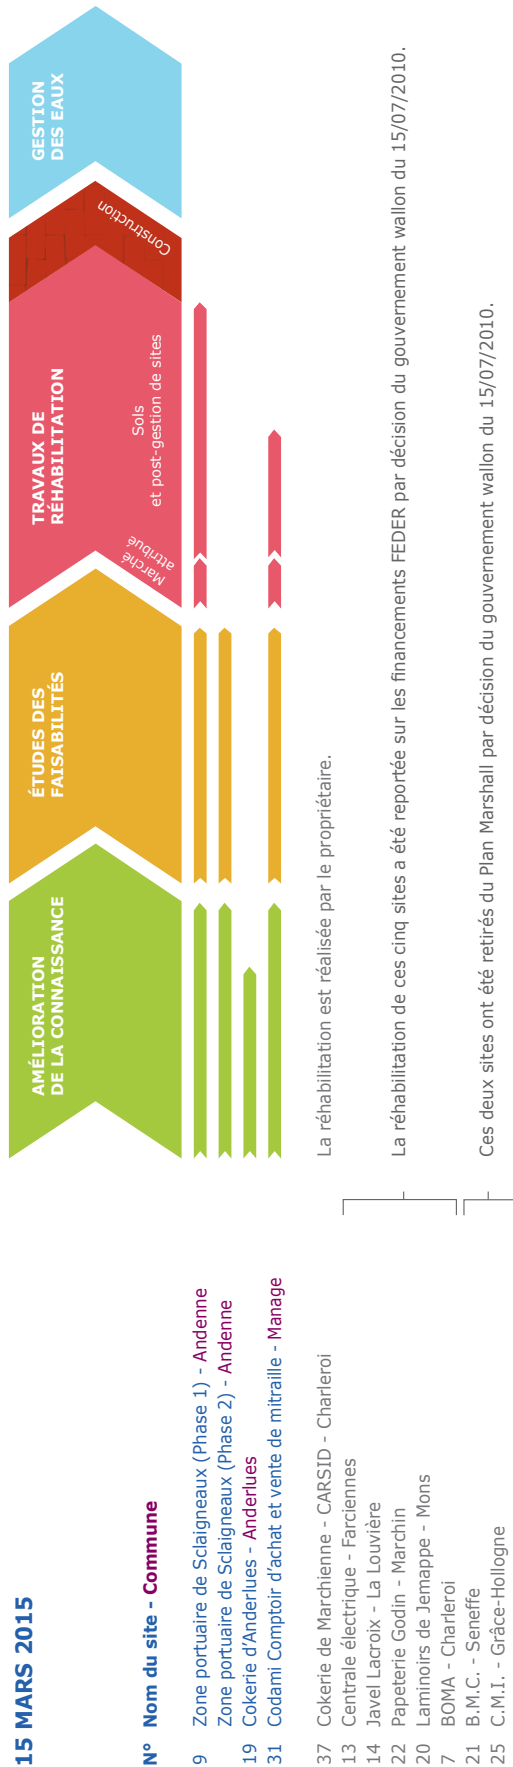 15 MARS 2015
AMÉLIORATION
DE LA CONNAISSANCE
ÉTUDES DES
FAISABILITÉS
TRAVAUX DE
RÉHABILITATION
GESTION
DES EAUX
Marché
attribué
Sols
et post-gestion de sites
Construction
N° Nom du site - Commune
9 Zone portuaire de Sclaigneaux (Phase 1) - Andenne
Zone portuaire de Sclaigneaux (Phase 2) - Andenne
19 Cokerie d'Anderlues - Anderlues
31 Codami Comptoir d'achat et vente de mitraille - Manage
37 Cokerie de Marchienne - CARSID - Charleroi
La réhabilitation est réalisée par le propriétaire.
13 Centrale électrique - Farciennes
14 Javel Lacroix - La Louvière
22 Papeterie Godin - Marchin
20 Laminoirs de Jemappe - Mons
7 BOMA - Charleroi
La réhabilitation de ces cinq sites a été reportée sur les financements FEDER par décision du gouvernement wallon du 15/07/2010.
21 B.M.C. - Seneffe
25 C.M.I. - Grâce-Hollogne
Ces deux sites ont été retirés du Plan Marshall par décision du gouvernement wallon du 15/07/2010.